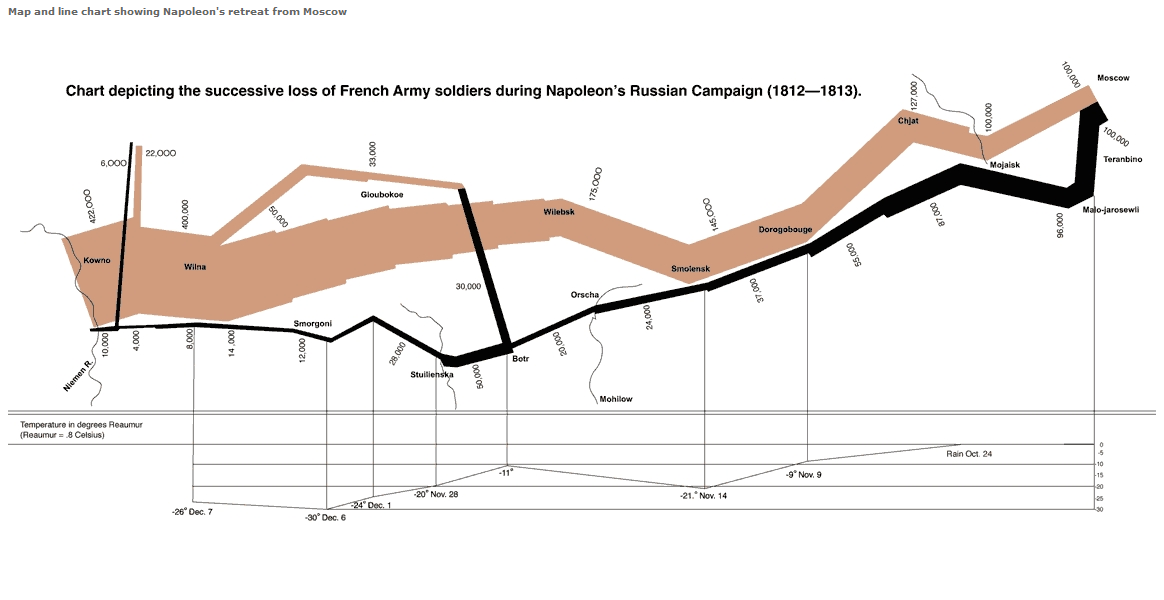 Map and line chart showing Napoleon's retreat from Moscow
Chart depicting the successive loss of French Army soldiers during Napoleon's Russian Campaign (1812—1813).
100,000
Moscow
127,000
100,000
Chjat
Mojaisk
100,000
Teranbino
Malo-jarosewli
96,000
87,000
55,000
37,000
24,000
20,000
6,000
22,000
422,000
400,000
50,000
33,000
Gloubokoe
175,000
Wilebsk
145,000
Dorogobouge
Smolensk
Kowno
Wilna
30,000
Orscha
Smorgoni
10,000
4,000
8,000
14,000
12,000
28,000
Stuilienska
50,000
Botr
Mohilow
Niemen R.
Temperature in degrees Reaumur
(Reaumur = .8 Celsius)
0
-5
-10
-15
-20
-25
-30
Rain Oct. 24
-9° Nov. 9
-21.° Nov. 14
-11°
-20° Nov. 28
-24° Dec. 1
-30° Dec. 6
-26° Dec. 7